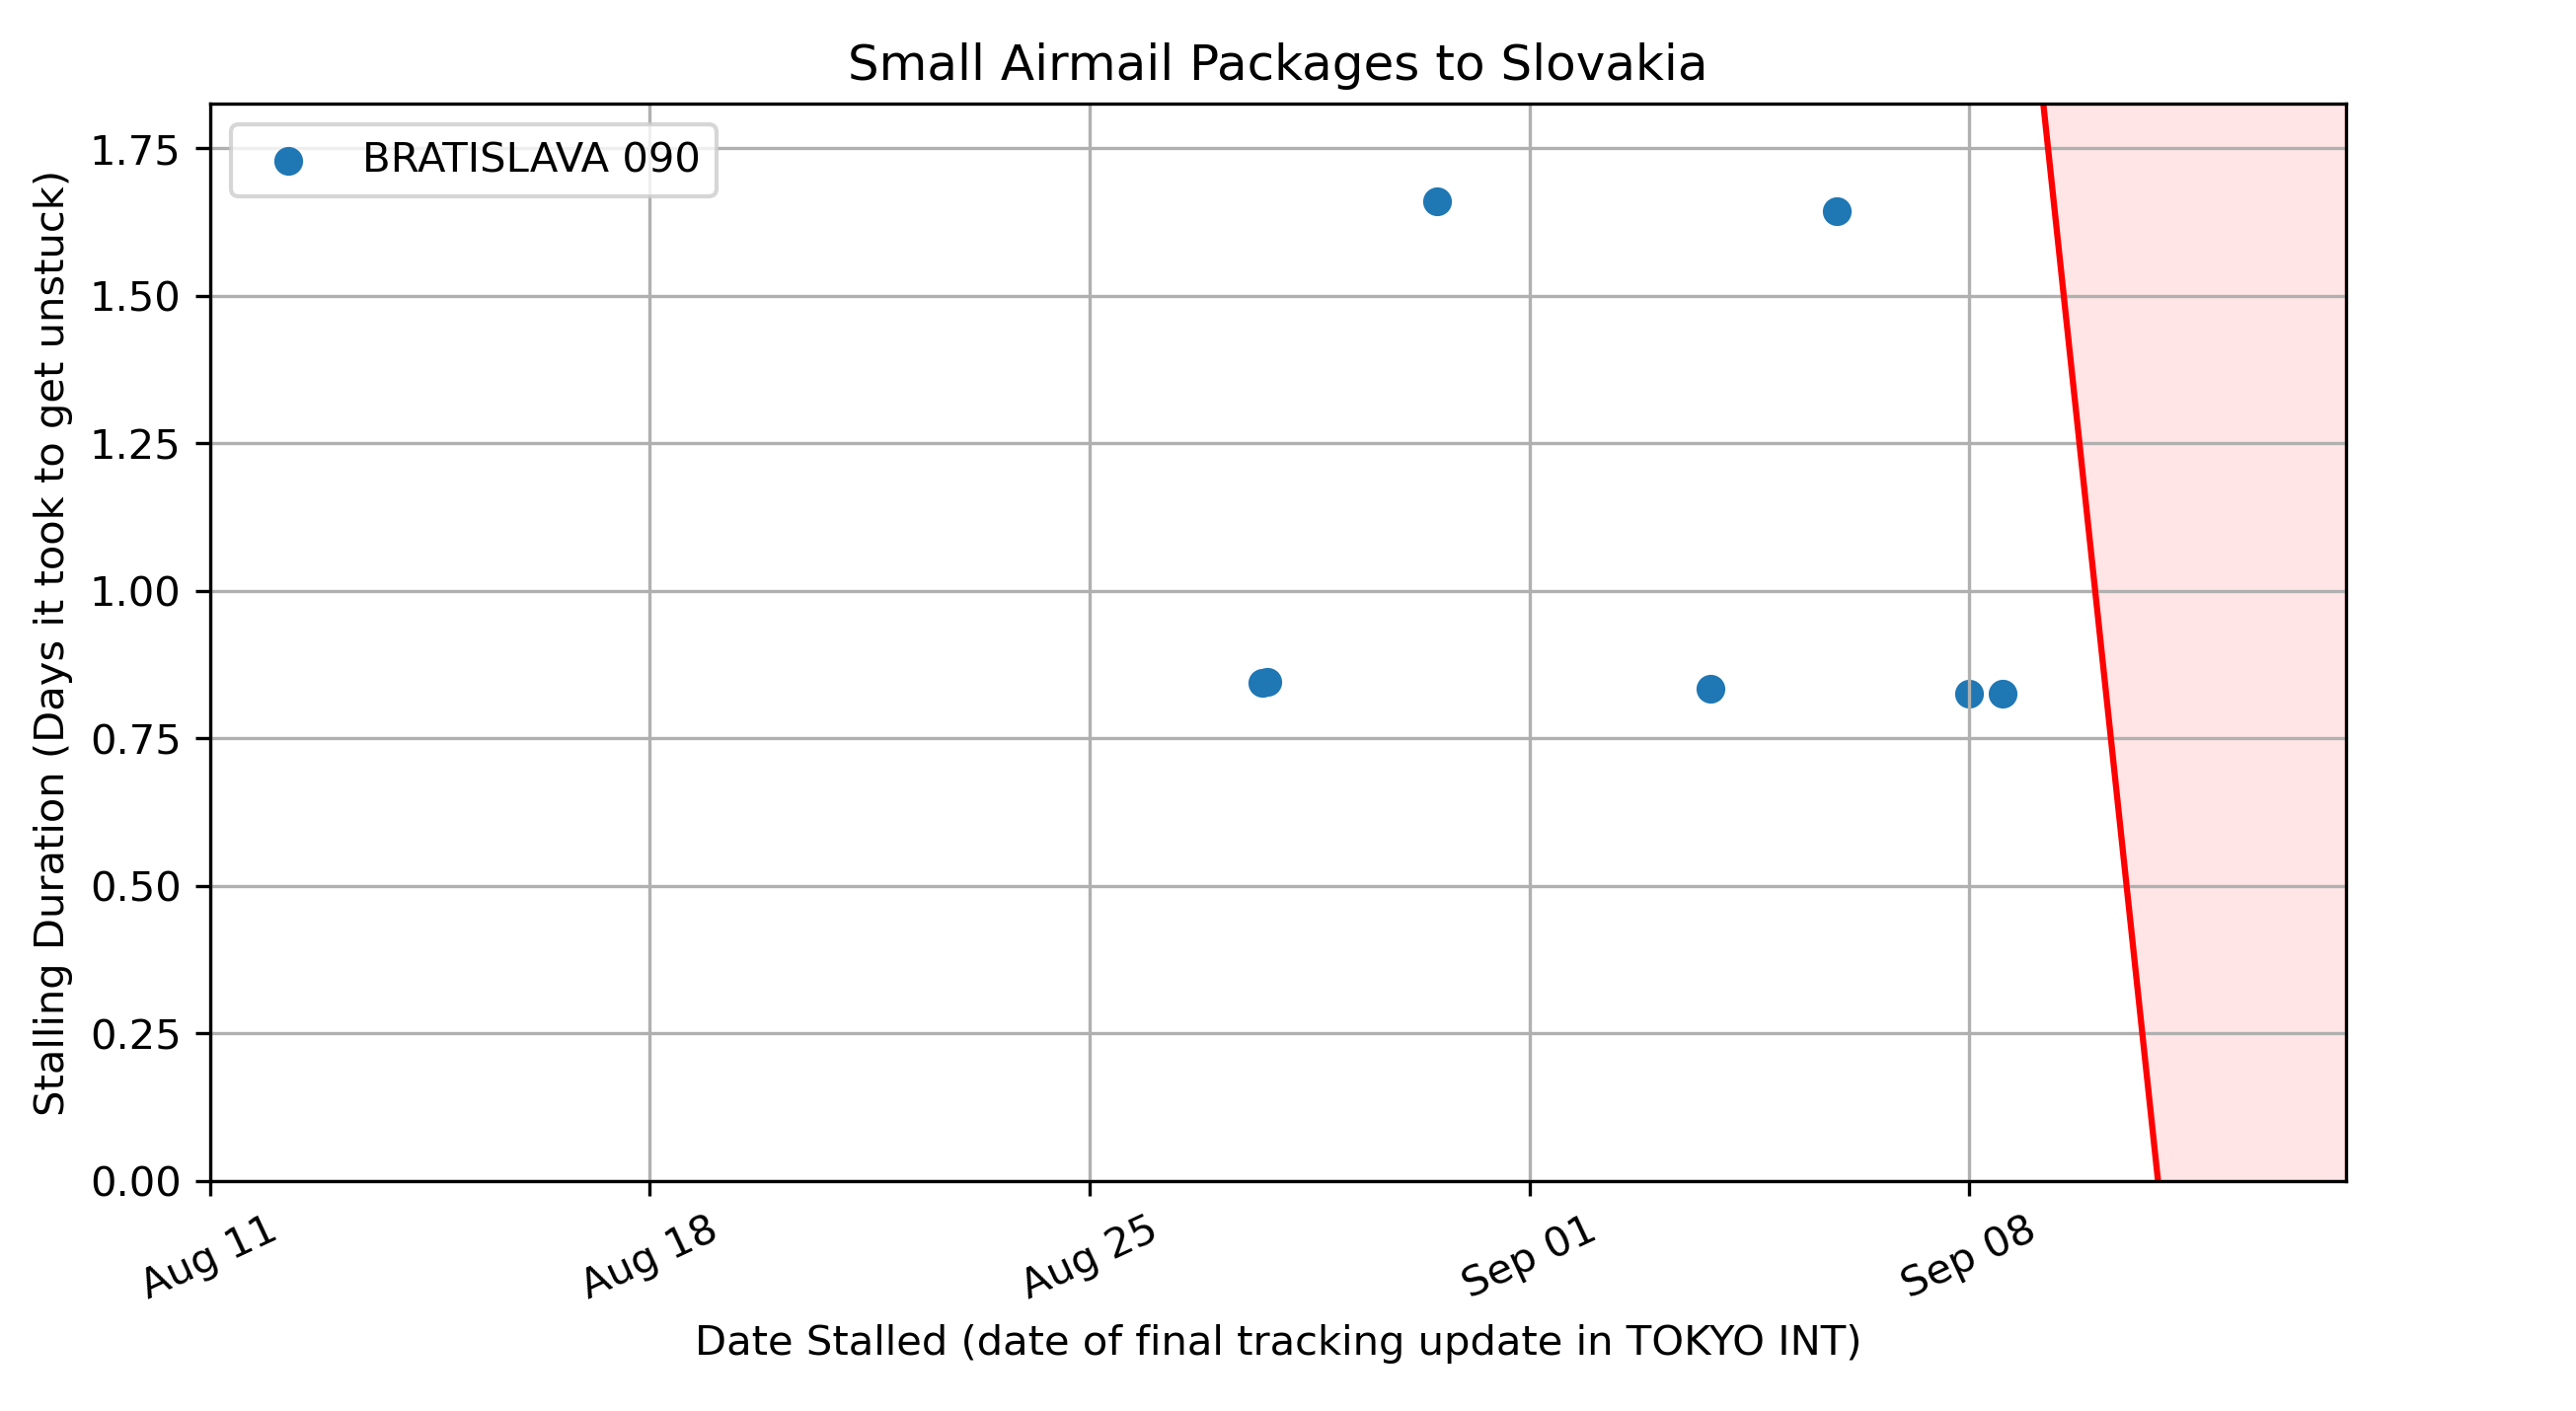 Small Airmail Packages to Slovakia
BRATISLAVA 090
Stalling Duration (Days it took to get unstuck)
1.75
1.50
1.25
1.00
0.75
0.50
0.25
0.00
Aug 11
Aug 18
Aug 25
Sep 01
Sep 08
Date Stalled (date of final tracking update in TOKYO INT)